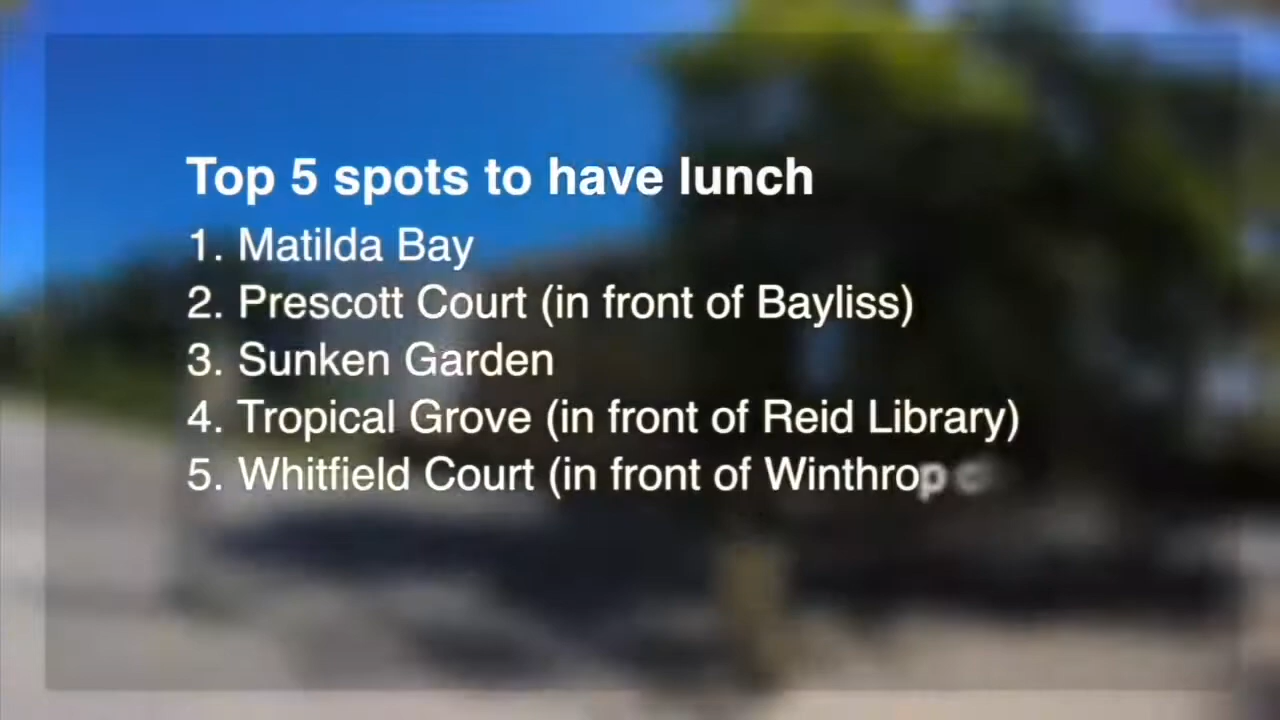 Top 5 spots to have lunch
1. Matilda Bay
2. Prescott Court (in front of Bayliss)
3. Sunken Garden
4. Tropical Grove (in front of Reid Library)
5. Whitfield Court (in front of Winthrop